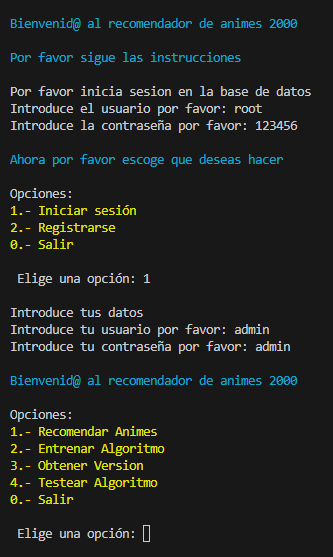 Bienvenid@ al recomendador de animes 2000
Por favor sigue las instrucciones
Por favor inicia sesion en la base de datos
Introduce el usuario por favor: root
Introduce la contraseña por favor: 123456
Ahora por favor escoge que deseas hacer
Opciones:
1.- Iniciar sesión
2.- Registrarse
0.- Salir
Elige una opción: 1
Introduce tus datos
Introduce tu usuario por favor: admin
Introduce tu contraseña por favor: admin
Bienvenid@ al recomendador de animes 2000
Opciones:
1.- Recomendar Animes
2.- Entrenar Algoritmo
3.- Obtener Version
4.- Testear Algoritmo
0.- Salir
Elige una opción: